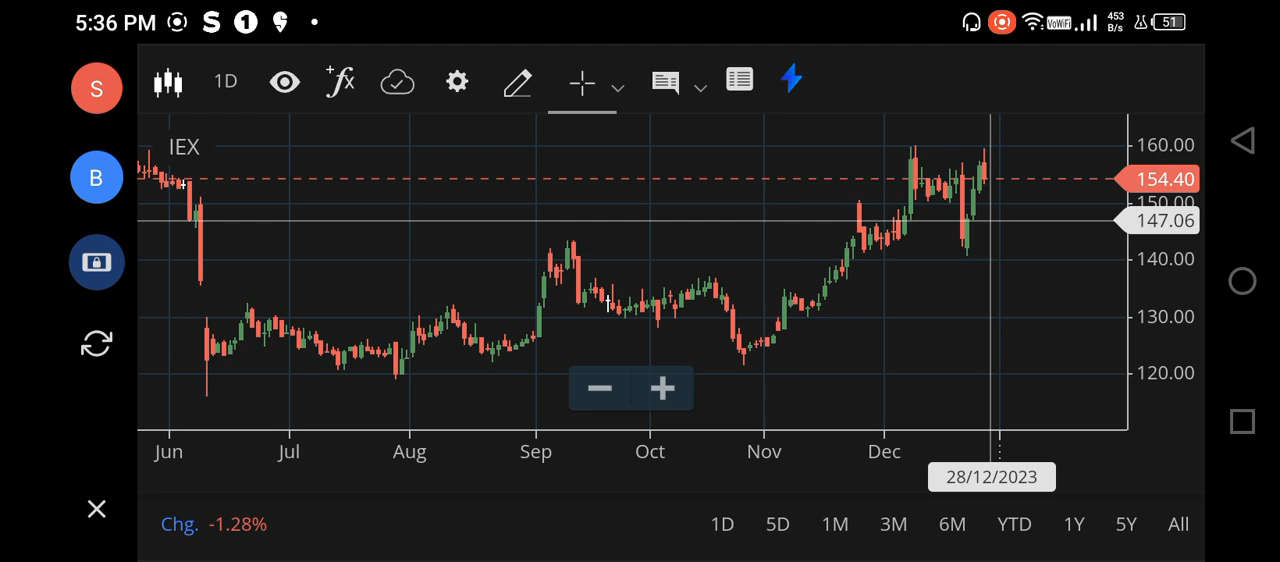 5:36 PM S 1 VoWiFi 453 B/s 51
S
1D +fx
IEX
160.00
B
154.40
150.00
147.06
140.00
130.00
120.00
Jun Jul Aug Sep Oct Nov Dec
28/12/2023
Chg. -1.28% 1D 5D 1M 3M 6M YTD 1Y 5Y All